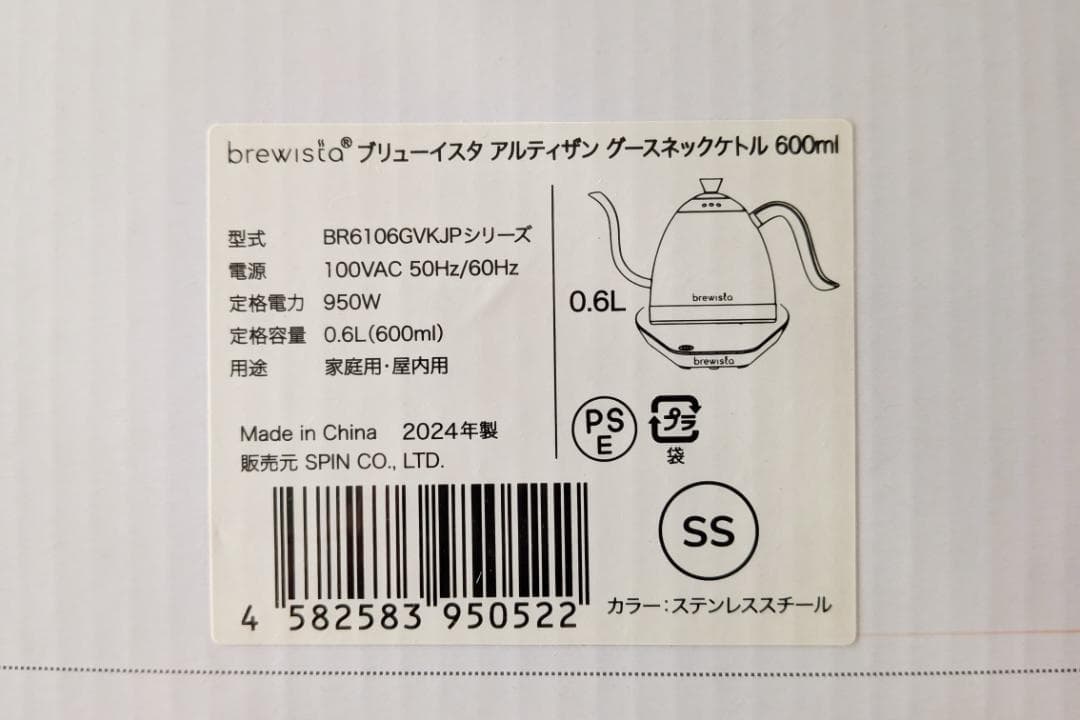 brewista® ブリューイスタ アルティザン グースネックケトル 600ml
型式 BR6106GVKJPシリーズ
電源 100VAC 50Hz/60Hz
定格電力 950W
定格容量 0.6L(600ml)
用途 家庭用・屋内用
Made in China 2024年製
販売元 SPIN CO., LTD.
4 582583 950522
0.6L
brewista
brewista
PS
E
プラ
袋
SS
カラー:ステンレススチール